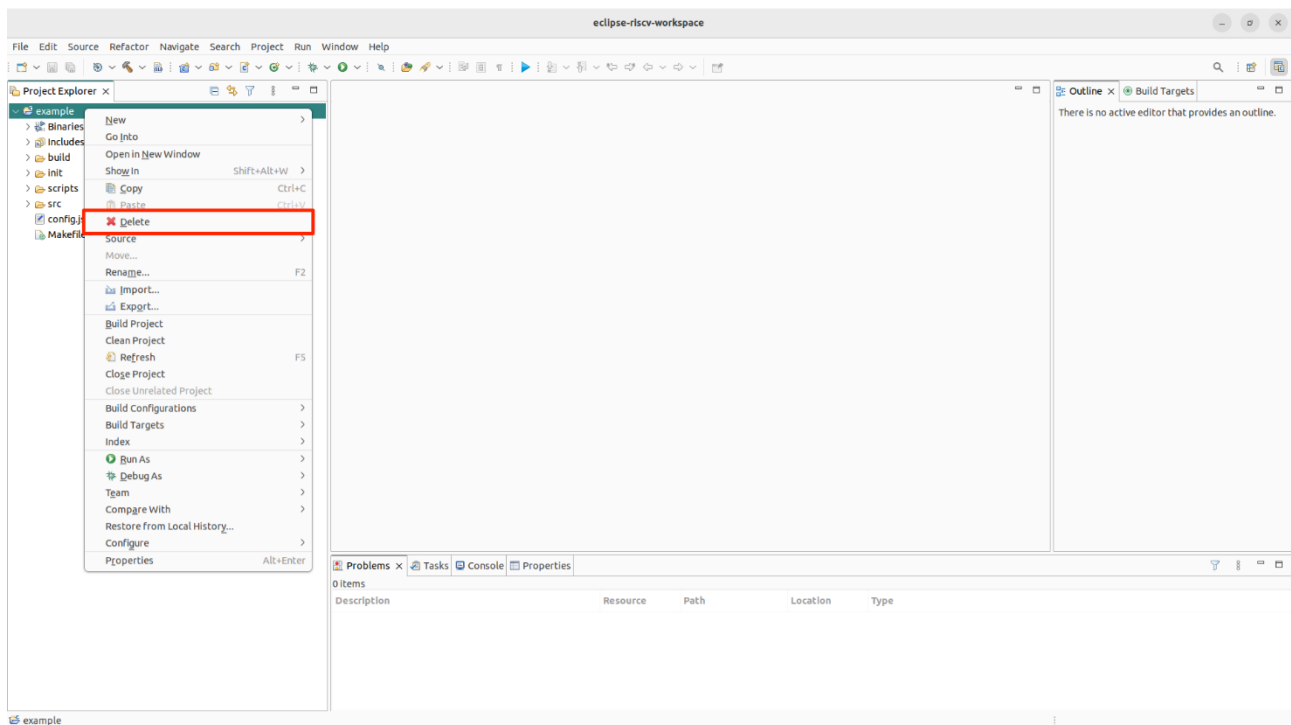 eclipse-riscv-workspace
File Edit Source Refactor Navigate Search Project Run Window Help
Project Explorer
example
Binaries
Includes
build
init
scripts
src
config.js
Makefile
New
Go Into
Open in New Window
Show In Shift+Alt+W
Copy Ctrl+C
Paste Ctrl+V
Delete
Source
Move...
Rename... F2
Import...
Export...
Build Project
Clean Project
Refresh F5
Close Project
Close Unrelated Project
Build Configurations
Build Targets
Index
Run As
Debug As
Team
Compare With
Restore from Local History...
Configure
Properties Alt+Enter
Outline Build Targets
There is no active editor that provides an outline.
Problems Tasks Console Properties
0 items
Description Resource Path Location Type
example